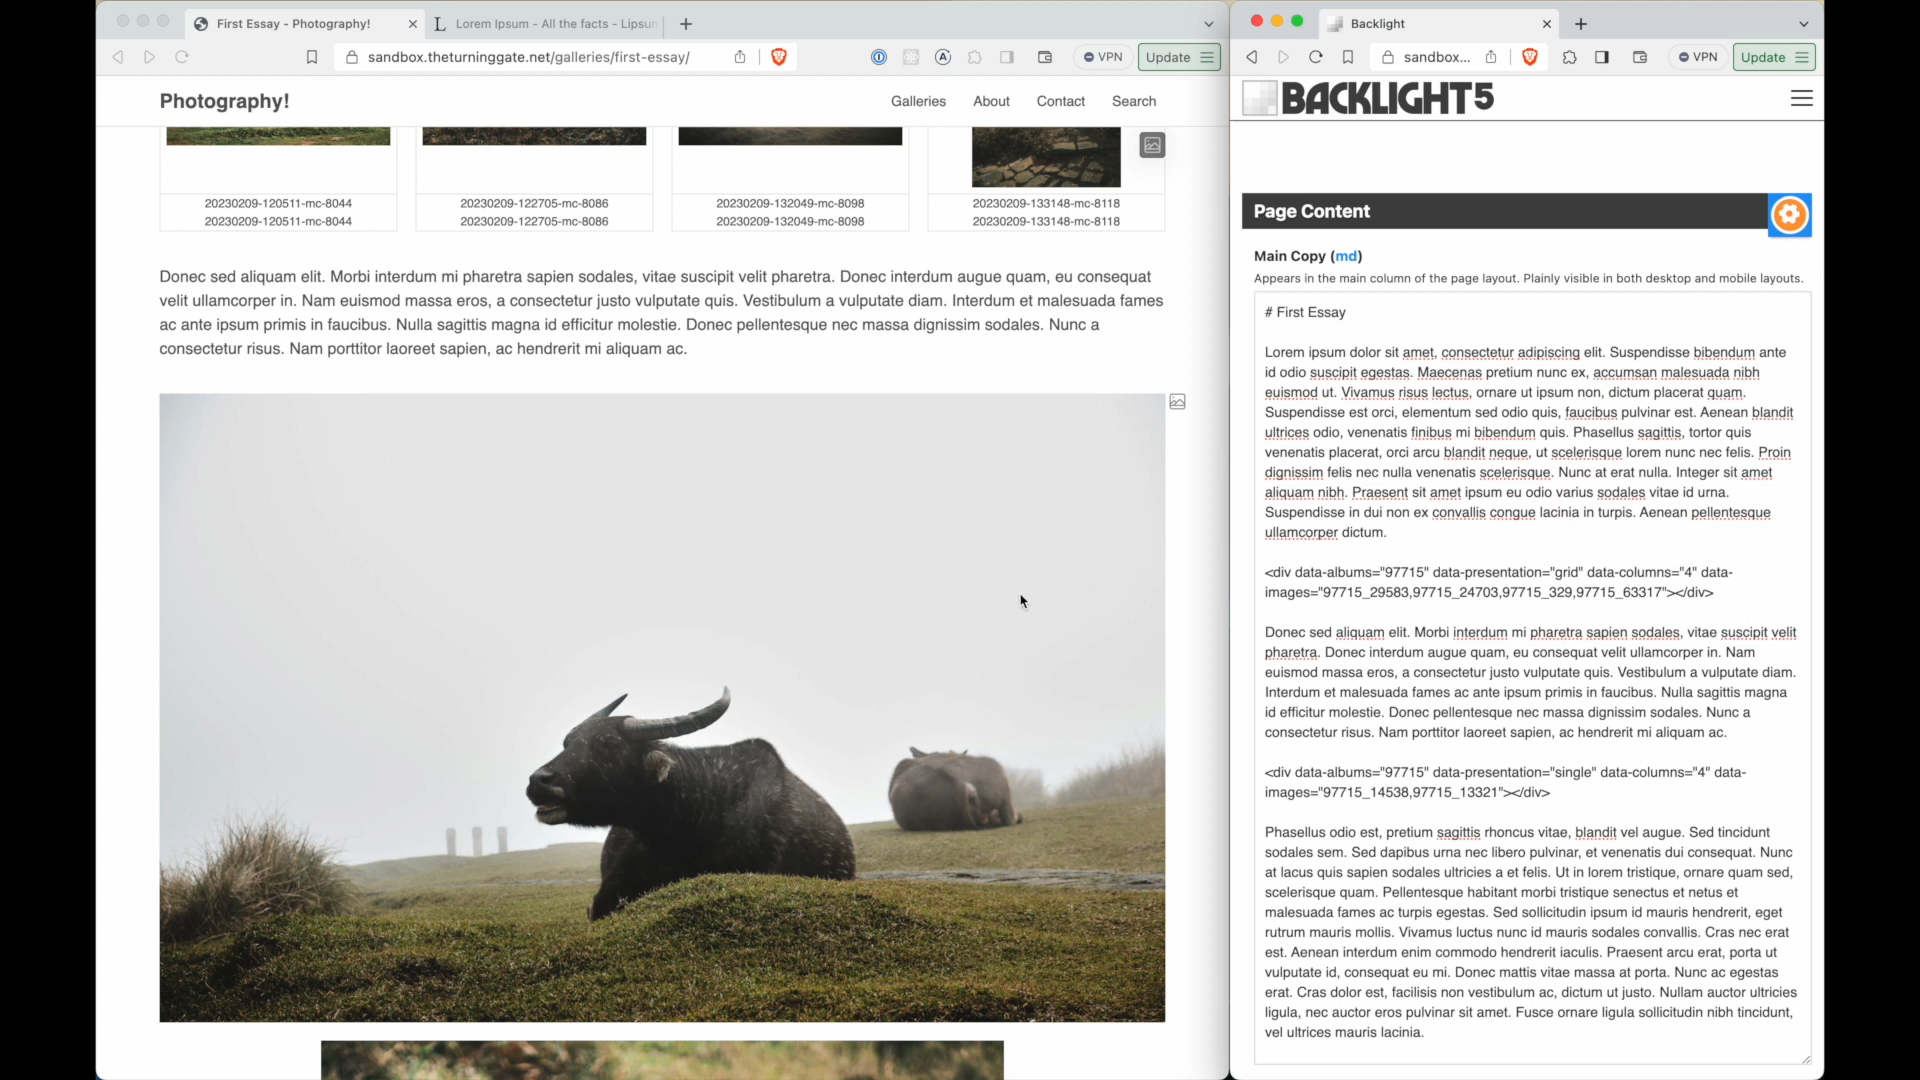 First Essay - Photography!
Lorem Ipsum - All the facts - Lipsum
sandbox.theturninggate.net/galleries/first-essay/
VPN
Update
Photography!
Galleries
About
Contact
Search
20230209-120511-mc-8044
20230209-120511-mc-8044
20230209-122705-mc-8086
20230209-122705-mc-8086
20230209-132049-mc-8098
20230209-132049-mc-8098
20230209-133148-mc-8118
20230209-133148-mc-8118
Donec sed aliquam elit. Morbi interdum mi pharetra sapien sodales, vitae suscipit velit pharetra. Donec interdum augue quam, eu consequat
velit ullamcorper in. Nam euismod massa eros, a consectetur justo vulputate quis. Vestibulum a vulputate diam. Interdum et malesuada fames
ac ante ipsum primis in faucibus. Nulla sagittis magna id efficitur molestie. Donec pellentesque nec massa dignissim sodales. Nunc a
consectetur risus. Nam porttitor laoreet sapien, ac hendrerit mi aliquam ac.
Backlight
sandbox...
VPN
Update
BACKLIGHT 5
Page Content
Main Copy (md)
Appears in the main column of the page layout. Plainly visible in both desktop and mobile layouts.
# First Essay
Lorem ipsum dolor sit amet, consectetur adipiscing elit. Suspendisse bibendum ante
id odio suscipit egestas. Maecenas pretium nunc ex, accumsan malesuada nibh
euismod ut. Vivamus risus lectus, ornare ut ipsum non, dictum placerat quam.
Suspendisse est orci, elementum sed odio quis, faucibus pulvinar est. Aenean blandit
ultrices odio, venenatis finibus mi bibendum quis. Phasellus sagittis, tortor quis
venenatis placerat, orci arcu blandit neque, ut scelerisque lorem nunc nec felis. Proin
dignissim felis nec nulla venenatis scelerisque. Nunc at erat nulla. Integer sit amet
aliquam nibh. Praesent sit amet ipsum eu odio varius sodales vitae id urna.
Suspendisse in dui non ex convallis congue lacinia in turpis. Aenean pellentesque
ullamcorper dictum.
<div data-albums="97715" data-presentation="grid" data-columns="4" data-
images="97715_29583,97715_24703,97715_329,97715_63317"></div>
Donec sed aliquam elit. Morbi interdum mi pharetra sapien sodales, vitae suscipit velit
pharetra. Donec interdum augue quam, eu consequat velit ullamcorper in. Nam
euismod massa eros, a consectetur justo vulputate quis. Vestibulum a vulputate diam.
Interdum et malesuada fames ac ante ipsum primis in faucibus. Nulla sagittis magna
id efficitur molestie. Donec pellentesque nec massa dignissim sodales. Nunc a
consectetur risus. Nam porttitor laoreet sapien, ac hendrerit mi aliquam ac.
<div data-albums="97715" data-presentation="single" data-columns="4" data-
images="97715_14538,97715_13321"></div>
Phasellus odio est, pretium sagittis rhoncus vitae, blandit vel augue. Sed tincidunt
sodales sem. Sed dapibus urna nec libero pulvinar, et venenatis dui consequat. Nunc
at lacus quis sapien sodales ultricies a et felis. Ut in lorem tristique, ornare quam sed,
scelerisque quam. Pellentesque habitant morbi tristique senectus et netus et
malesuada fames ac turpis egestas. Sed sollicitudin ipsum id mauris hendrerit, eget
rutrum mauris mollis. Vivamus luctus nunc id mauris sodales convallis. Cras nec erat
est. Aenean interdum enim commodo hendrerit iaculis. Praesent arcu erat, porta ut
vulputate id, consequat eu mi. Donec mattis vitae massa at porta. Nunc ac egestas
erat. Cras dolor est, facilisis non vestibulum ac, dictum ut justo. Nullam auctor ultricies
ligula, nec auctor eros pulvinar sit amet. Fusce ornare ligula sollicitudin nibh tincidunt,
vel ultrices mauris lacinia.